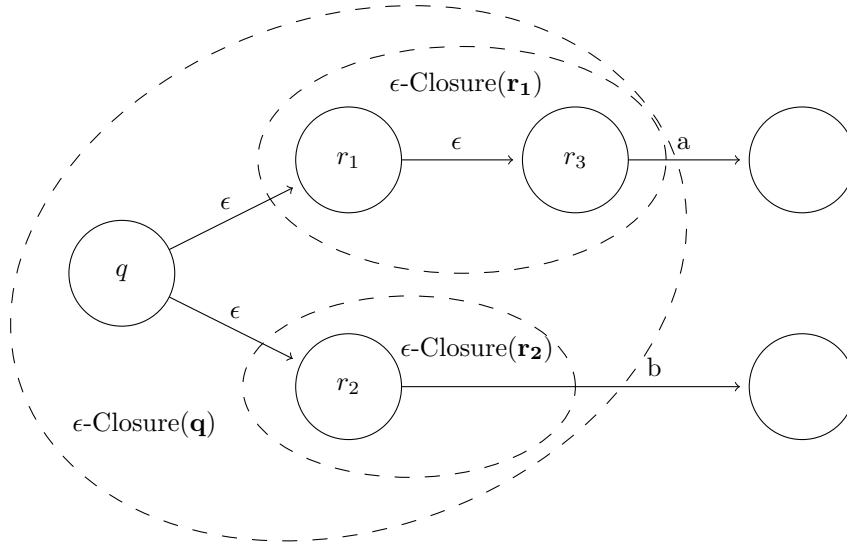 ϵ-Closure(r₁)
a
r₁
ϵ
r₃
ϵ
q
ϵ
ϵ-Closure(r₂)
b
r₂
ϵ-Closure(q)